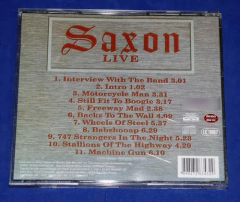 Saxon
LIVE
1. Interview With The Band 3.01
2. Intro 1.02
3. Motorcycle Man 3.51
4. Still Fit To Boogie 3.17
5. Freeway Mad 2.38
6. Backs To The Wall 4.00
7. Wheels Of Steel 5.57
8. Babshooap 6.20
9. 747 Strangers In The Night 5.23
10. Stallions Of The Highway 4.20
11. Machine Gun 6.10